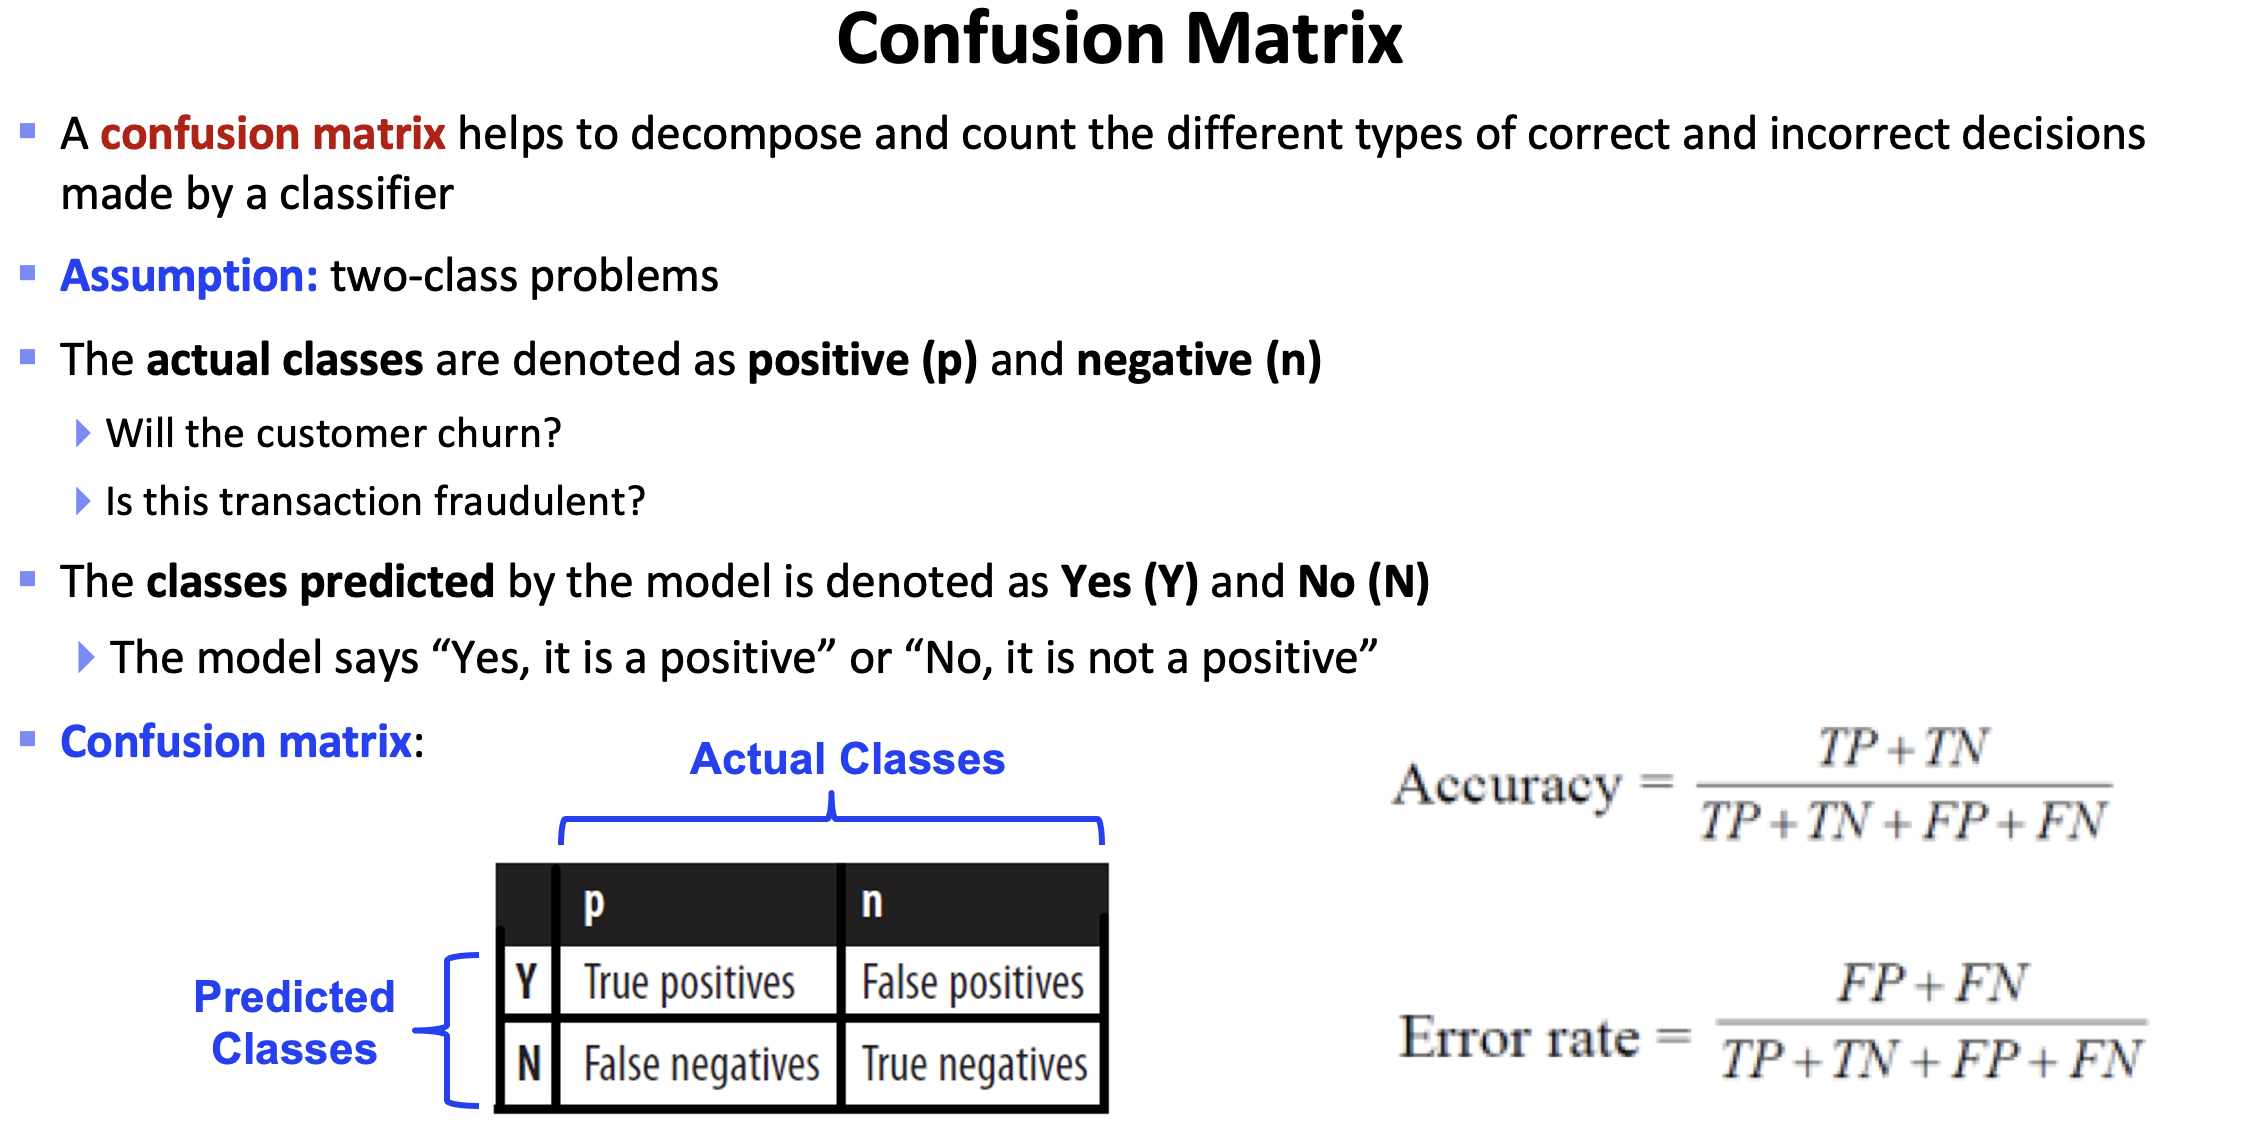 Confusion Matrix
A confusion matrix helps to decompose and count the different types of correct and incorrect decisions
made by a classifier
Assumption: two-class problems
The actual classes are denoted as positive (p) and negative (n)
Will the customer churn?
Is this transaction fraudulent?
The classes predicted by the model is denoted as Yes (Y) and No (N)
The model says “Yes, it is a positive” or “No, it is not a positive”
Confusion matrix:
Actual Classes
p n
Predicted
Classes
Y True positives False positives
N False negatives True negatives
TP + TN
Accuracy =
TP + TN + FP + FN
FP + FN
Error rate =
TP + TN + FP + FN